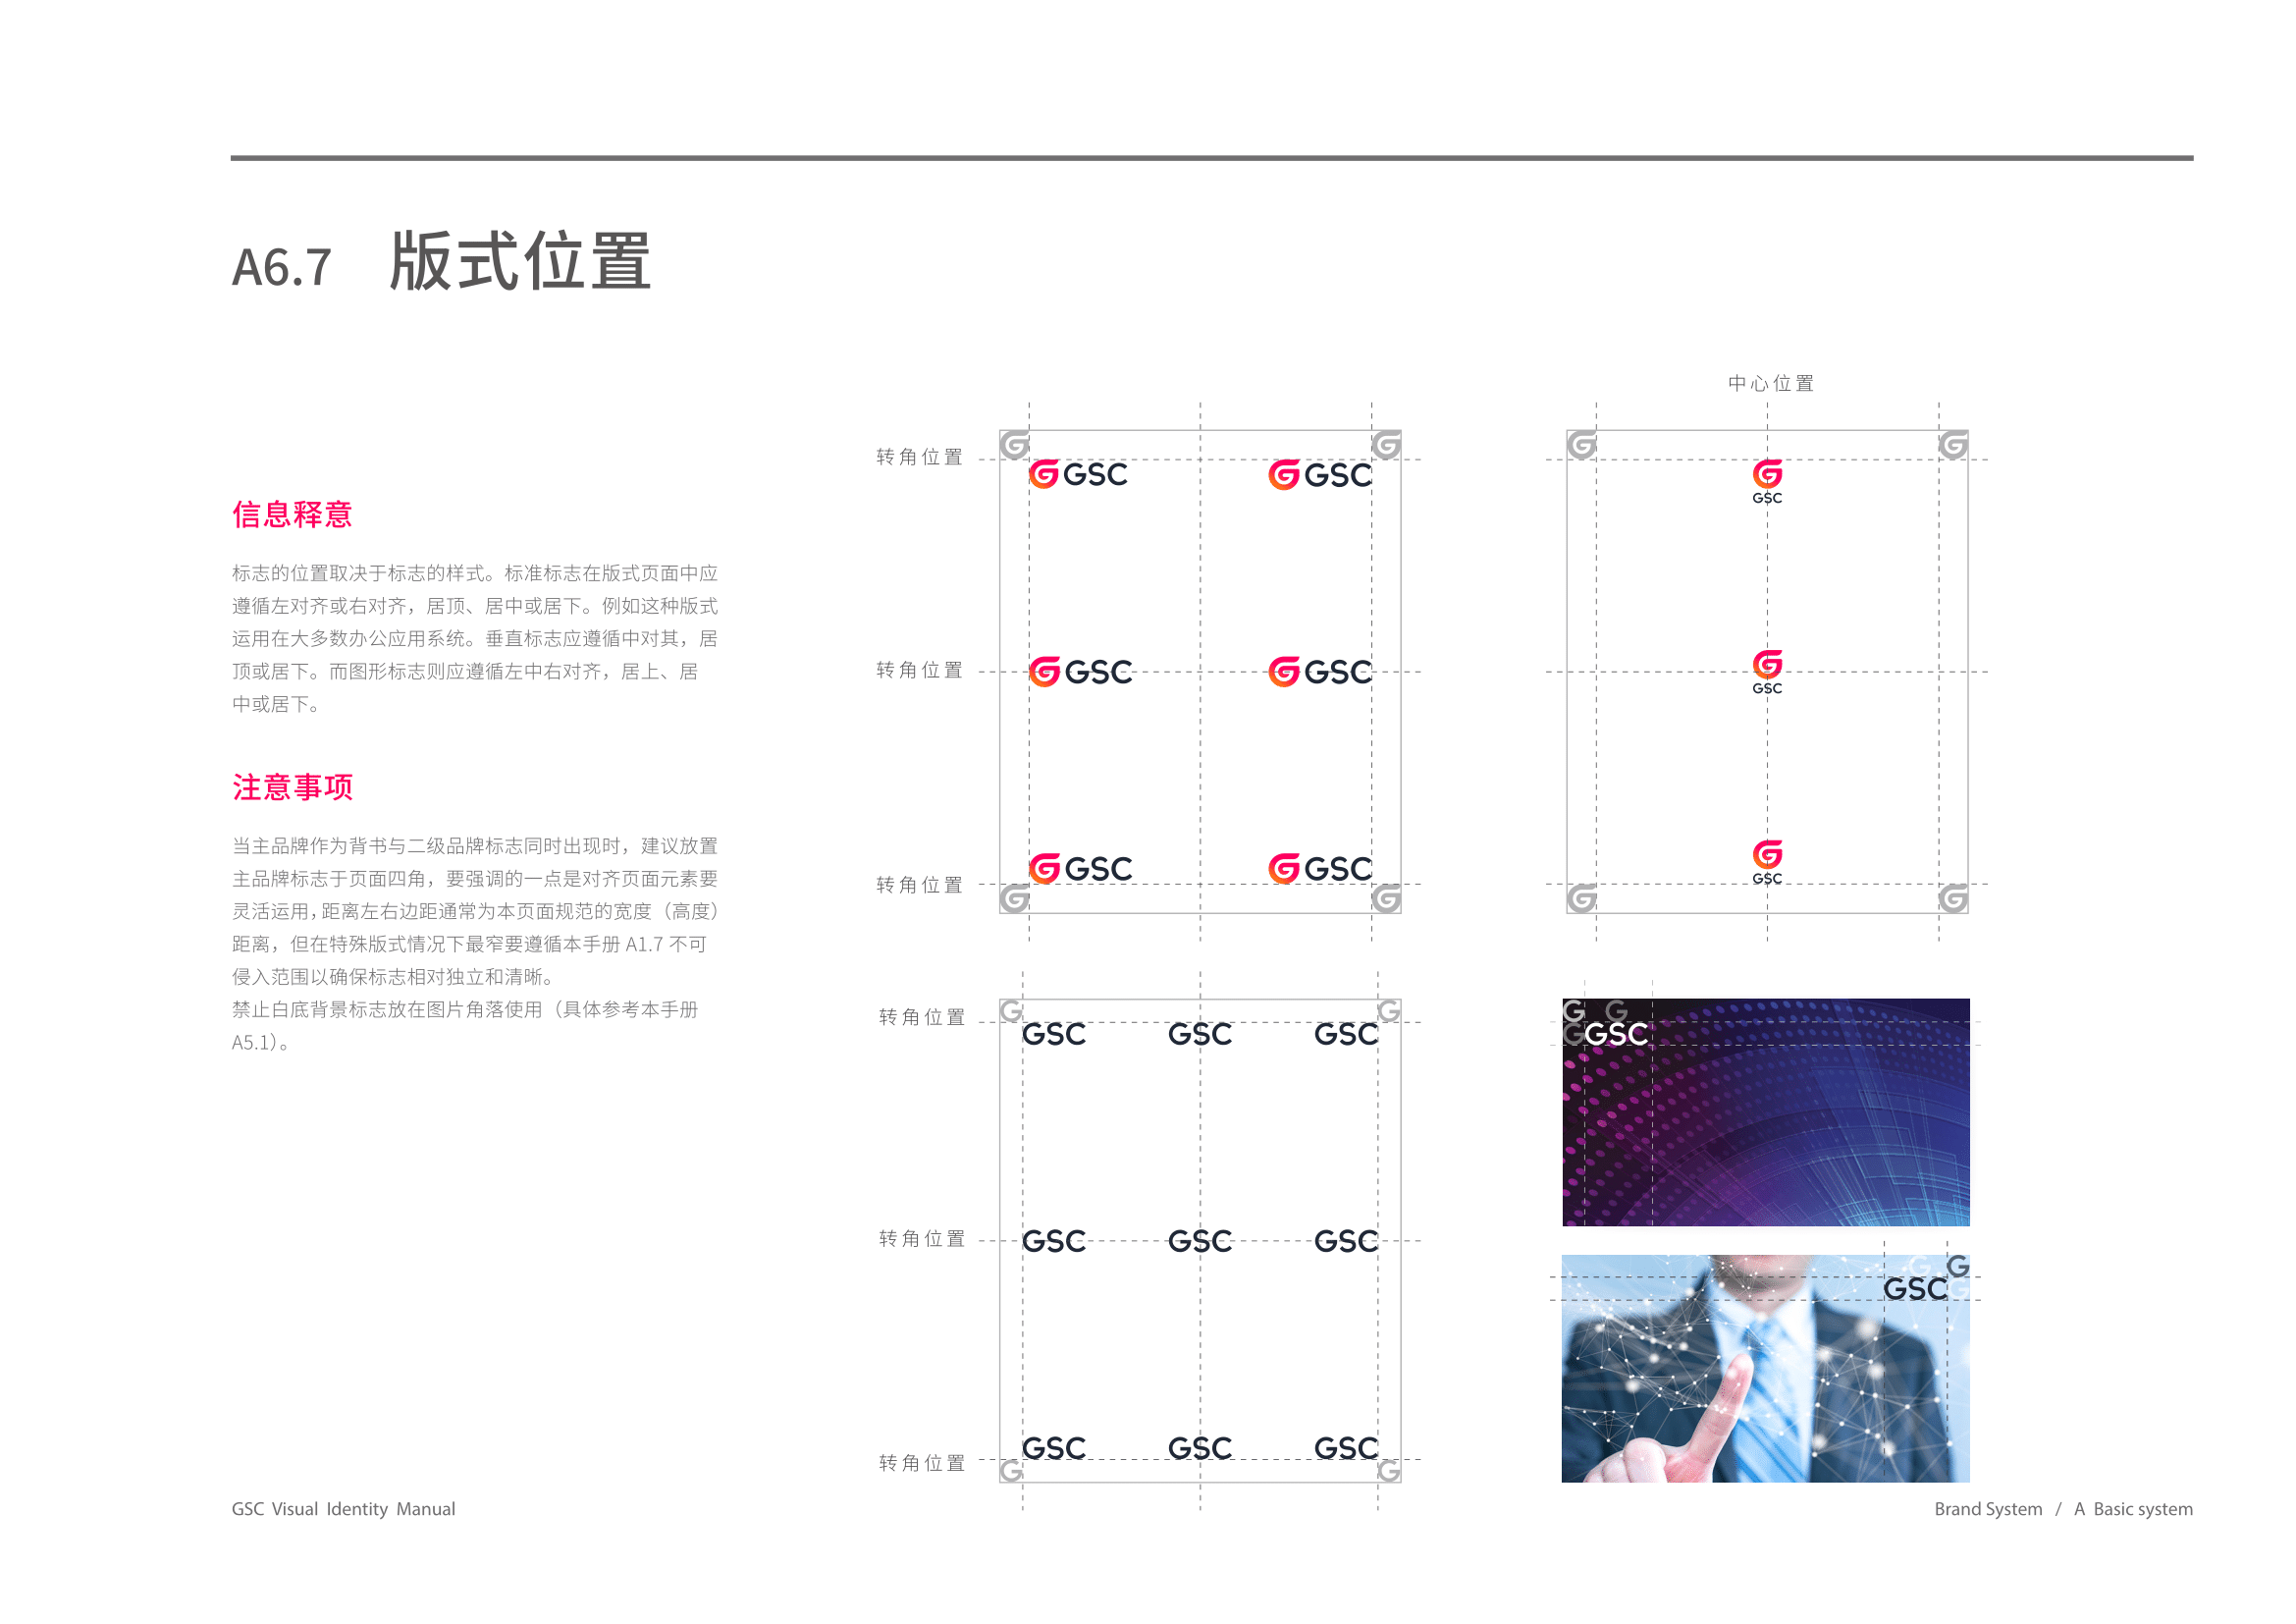 A6.7 版式位置
信息释意
标志的位置取决于标志的样式。标准标志在版式页面中应
遵循左对齐或右对齐，居顶、居中或居下。例如这种版式
运用在大多数办公应用系统。垂直标志应遵循中对其，居
顶或居下。而图形标志则应遵循左中右对齐，居上、居
中或居下。
注意事项
当主品牌作为背书与二级品牌标志同时出现时，建议放置
主品牌标志于页面四角，要强调的一点是对齐页面元素要
灵活运用，距离左右边距通常为本页面规范的宽度（高度）
距离，但在特殊版式情况下最窄要遵循本手册 A1.7 不可
侵入范围以确保标志相对独立和清晰。
禁止白底背景标志放在图片角落使用（具体参考本手册
A5.1）。
转角位置
GSC GSC
转角位置
GSC GSC
转角位置
GSC GSC
中心位置
GSC
GSC
GSC
转角位置
GSC GSC GSC
转角位置
GSC GSC GSC
转角位置
GSC GSC GSC
GSC
GSC
GSC Visual Identity Manual
Brand System / A Basic system